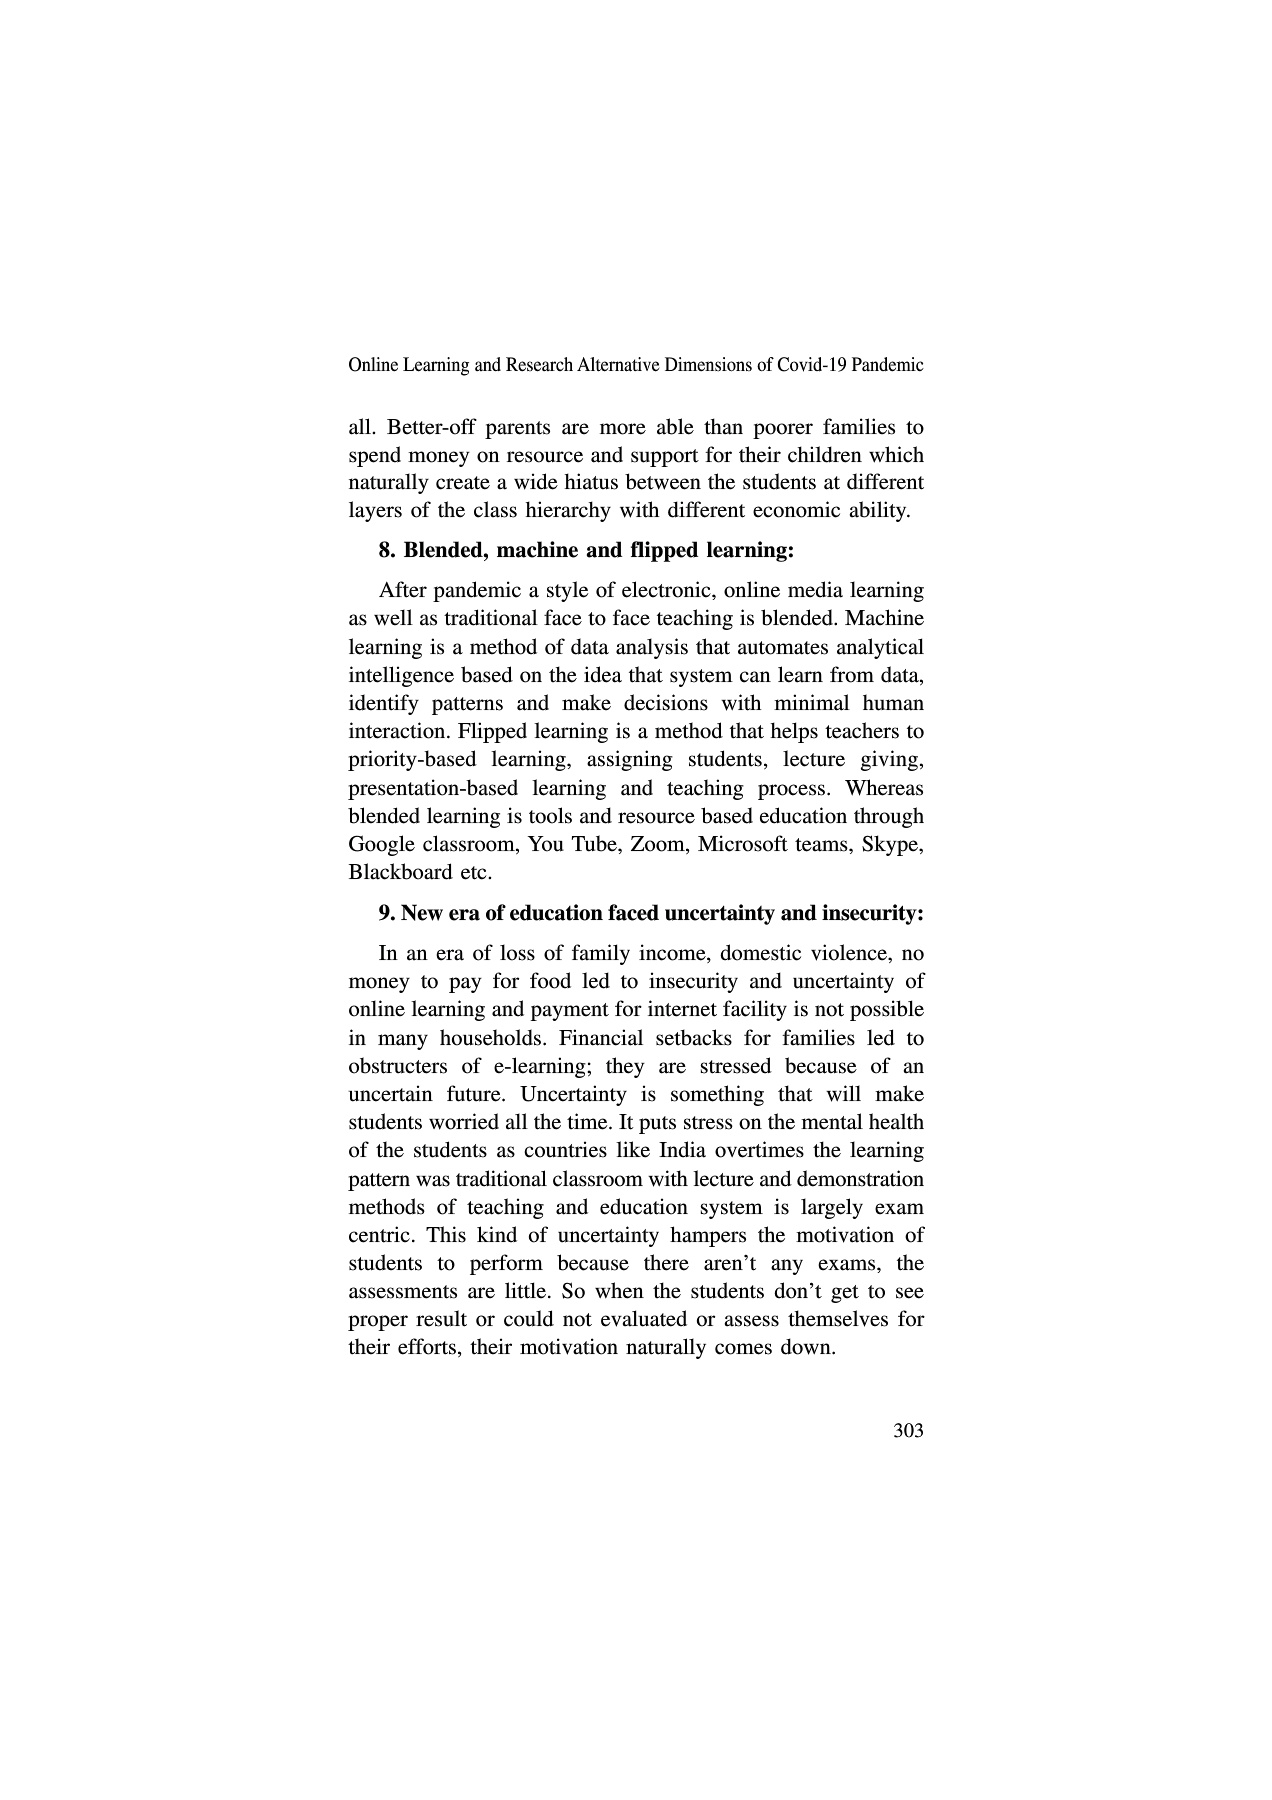 Online Learning and Research Alternative Dimensions of Covid-19 Pandemic
all. Better-off parents are more able than poorer families to
spend money on resource and support for their children which
naturally create a wide hiatus between the students at different
layers of the class hierarchy with different economic ability.
8. Blended, machine and flipped learning:
After pandemic a style of electronic, online media learning
as well as traditional face to face teaching is blended. Machine
learning is a method of data analysis that automates analytical
intelligence based on the idea that system can learn from data,
identify patterns and make decisions with minimal human
interaction. Flipped learning is a method that helps teachers to
priority-based learning, assigning students, lecture giving,
presentation-based learning and teaching process. Whereas
blended learning is tools and resource based education through
Google classroom, You Tube, Zoom, Microsoft teams, Skype,
Blackboard etc.
9. New era of education faced uncertainty and insecurity:
In an era of loss of family income, domestic violence, no
money to pay for food led to insecurity and uncertainty of
online learning and payment for internet facility is not possible
in many households. Financial setbacks for families led to
obstructers of e-learning; they are stressed because of an
uncertain future. Uncertainty is something that will make
students worried all the time. It puts stress on the mental health
of the students as countries like India overtimes the learning
pattern was traditional classroom with lecture and demonstration
methods of teaching and education system is largely exam
centric. This kind of uncertainty hampers the motivation of
students to perform because there aren’t any exams, the
assessments are little. So when the students don’t get to see
proper result or could not evaluated or assess themselves for
their efforts, their motivation naturally comes down.
303